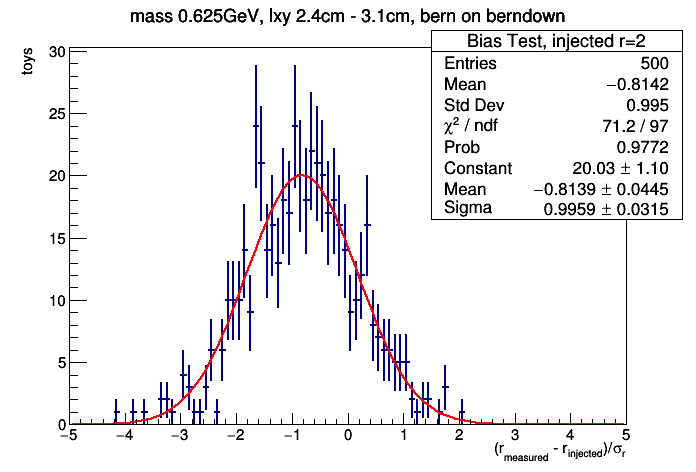 mass 0.625GeV, lxy 2.4cm - 3.1cm, bern on berndown
Bias Test, injected r=2
Entries 500
Mean −0.8142
Std Dev 0.995
χ² / ndf 71.2 / 97
Prob 0.9772
Constant 20.03 ± 1.10
Mean −0.8139 ± 0.0445
Sigma 0.9959 ± 0.0315
toys
30
25
20
15
10
5
0
−5 −4 −3 −2 −1 0 1 2 3 4 5
(r_measured - r_injected)/σ_r